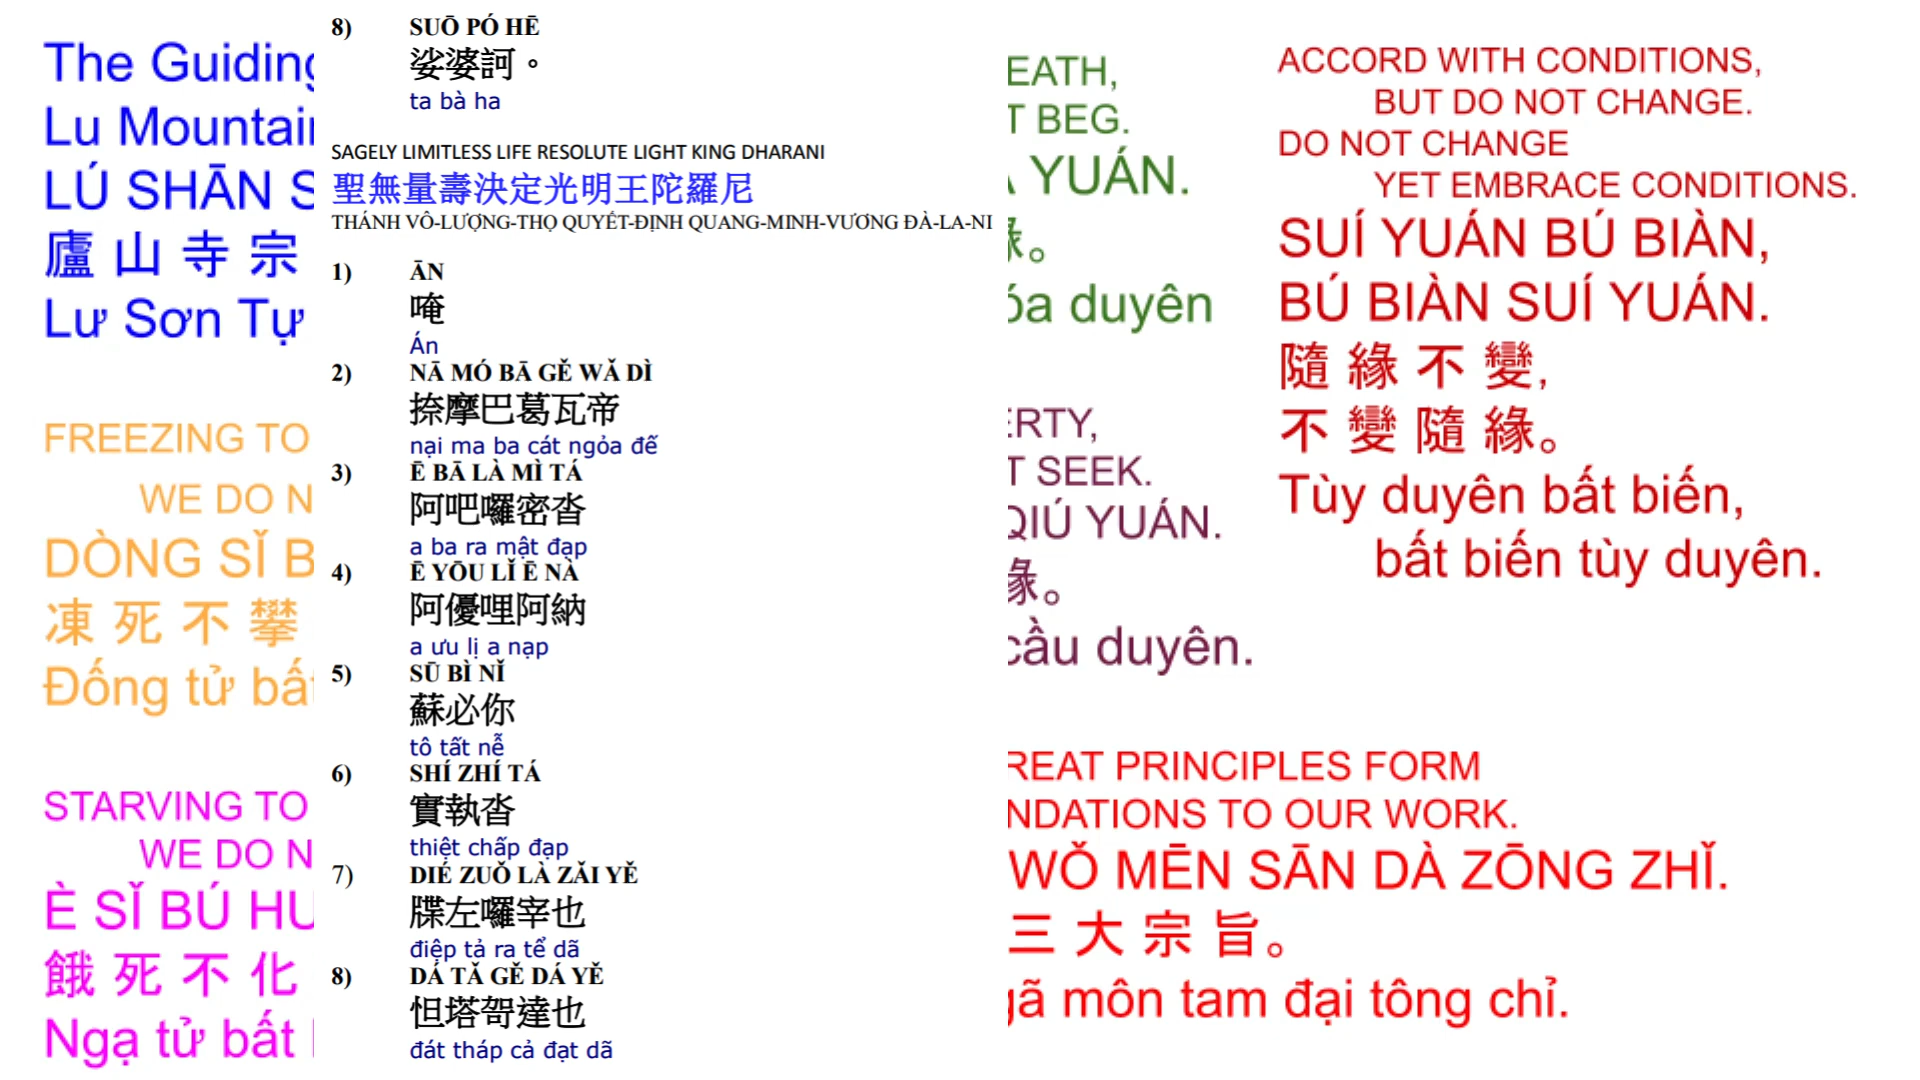 The Guiding
Lu Mountain
LÚ SHĀN S
廬 山 寺 宗
Lư Sơn Tự
FREEZING TO
WE DO N
DÒNG SǏ B
凍 死 不 攀
Đống tử bất
STARVING TO
WE DO N
È SǏ BÚ HU
餓 死 不 化
Ngạ tử bất
8) SUŌ PÓ HĒ
娑婆訶。
ta bà ha
SAGELY LIMITLESS LIFE RESOLUTE LIGHT KING DHARANI
聖無量壽決定光明王陀羅尼
THÁNH VÔ-LƯỢNG-THỌ QUYẾT-ĐỊNH QUANG-MINH-VƯƠNG ĐÀ-LA-NI
1) ĀN
唵
Án
2) NĀ MÓ BĀ GĚ WǍ DÌ
捺摩巴葛瓦帝
nại ma ba cát ngỏa đế
3) Ē BĀ LÀ MÌ TÁ
阿吧囉密沓
a ba ra mật đạp
4) Ē YŌU LǏ Ē NÀ
阿優哩阿納
a ưu lị a nạp
5) SŪ BÌ NǏ
蘇必你
tô tất nễ
6) SHÍ ZHÍ TÁ
實執沓
thiệt chấp đạp
7) DIÉ ZUǑ LÀ ZǍI YĚ
牒左囉宰也
điệp tả ra tể dã
8) DÁ TǍ GĚ DÁ YĚ
怛塔哿達也
đát tháp cả đạt dã
EATH,
T BEG.
YUÁN.
緣。
óa duyên
ERTY,
T SEEK.
QIÚ YUÁN.
緣。
cầu duyên.
ACCORD WITH CONDITIONS,
BUT DO NOT CHANGE.
DO NOT CHANGE
YET EMBRACE CONDITIONS.
SUÍ YUÁN BÚ BIÀN,
BÚ BIÀN SUÍ YUÁN.
隨 緣 不 變,
不 變 隨 緣。
Tùy duyên bất biến,
bất biến tùy duyên.
REAT PRINCIPLES FORM
NDATIONS TO OUR WORK.
WǑ MĒN SĀN DÀ ZŌNG ZHǏ.
三 大 宗 旨。
gã môn tam đại tông chỉ.